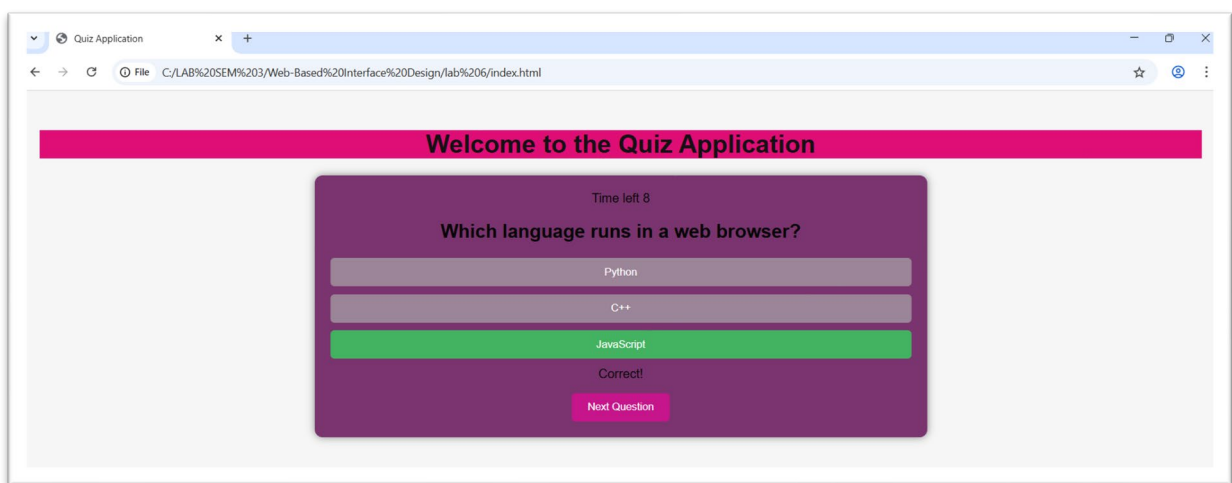 Quiz Application
File C:/LAB%20SEM%203/Web-Based%20Interface%20Design/lab%206/index.html
Welcome to the Quiz Application
Time left 8
Which language runs in a web browser?
Python
C++
JavaScript
Correct!
Next Question